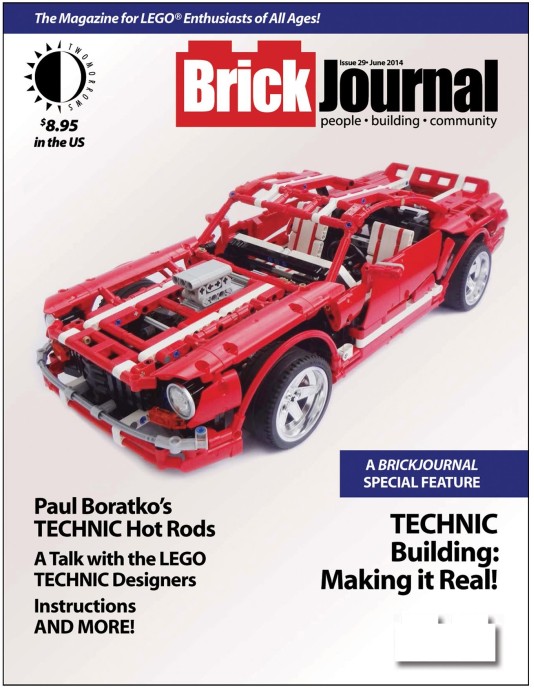 The Magazine for LEGO® Enthusiasts of All Ages!
TWOMORROWS
$8.95
in the US
BrickJournal
Issue 29• June 2014
people • building • community
A BRICKJOURNAL
SPECIAL FEATURE
Paul Boratko's
TECHNIC Hot Rods
A Talk with the LEGO
TECHNIC Designers
Instructions
AND MORE!
TECHNIC
Building:
Making it Real!